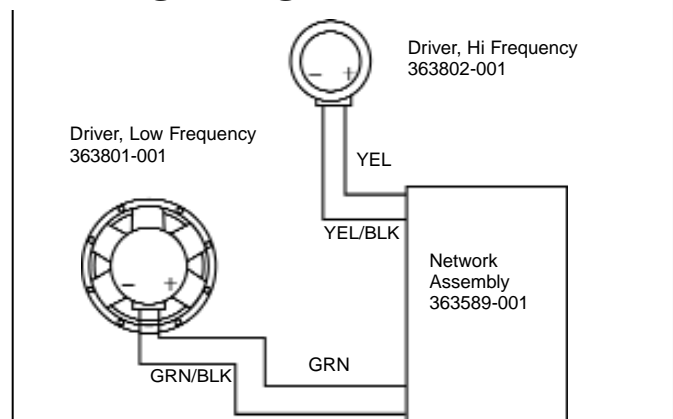 Driver, Hi Frequency
363802-001
Driver, Low Frequency
363801-001
– +
YEL
YEL/BLK
– +
Network
Assembly
363589-001
GRN
GRN/BLK